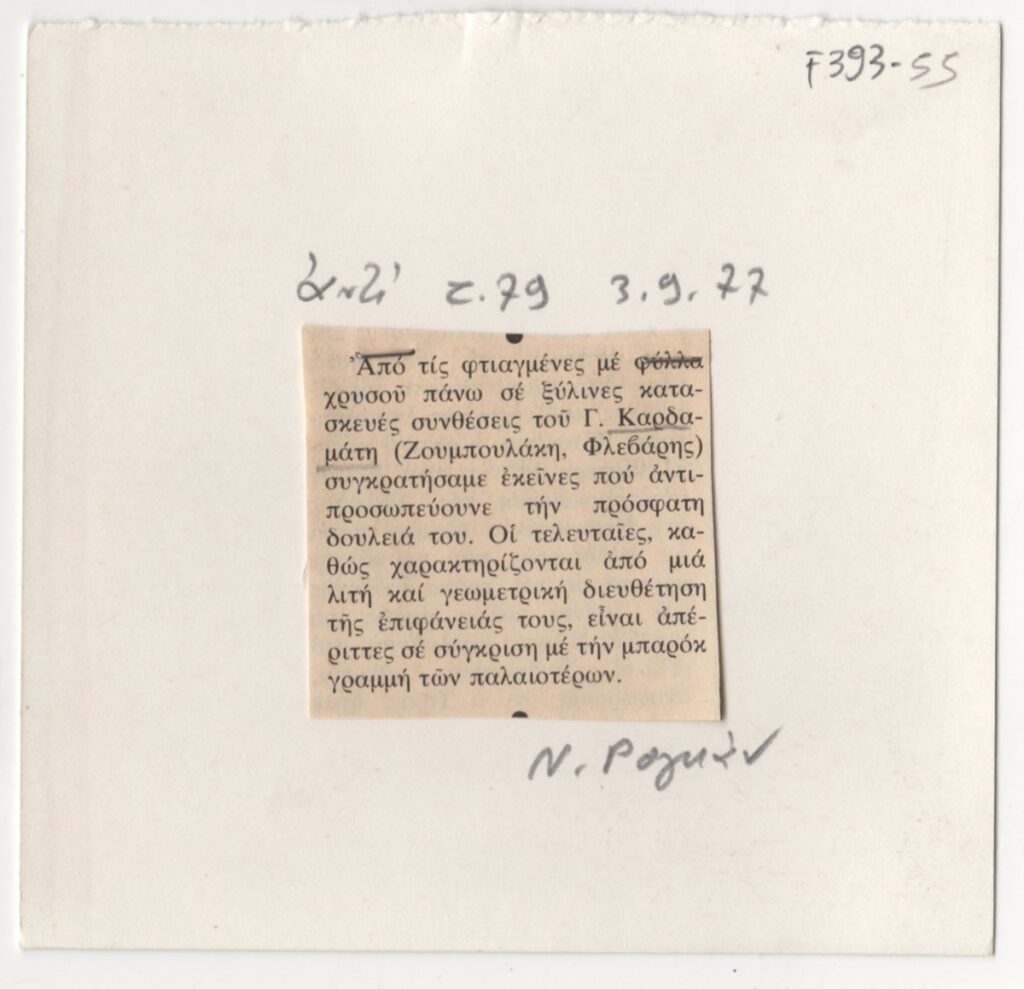 F393-55
ἀντί τ.79 3.9.77
Ἀπό τίς φτιαγμένες μέ φύλλα
χρυσοῦ πάνω σέ ξύλινες κατα-
σκευές συνθέσεις τοῦ Γ. Καρδα-
μάτη (Ζουμπουλάκη, Φλεβάρης)
συγκρατήσαμε ἐκεῖνες πού ἀντι-
προσωπεύουνε τήν πρόσφατη
δουλειά του. Οἱ τελευταῖες, κα-
θώς χαρακτηρίζονται ἀπό μιά
λιτή καί γεωμετρική διευθέτηση
τῆς ἐπιφάνειάς τους, εἶναι ἀπέ-
ριττες σέ σύγκριση μέ τήν μπαρόκ
γραμμή τῶν παλαιοτέρων.
Ν.